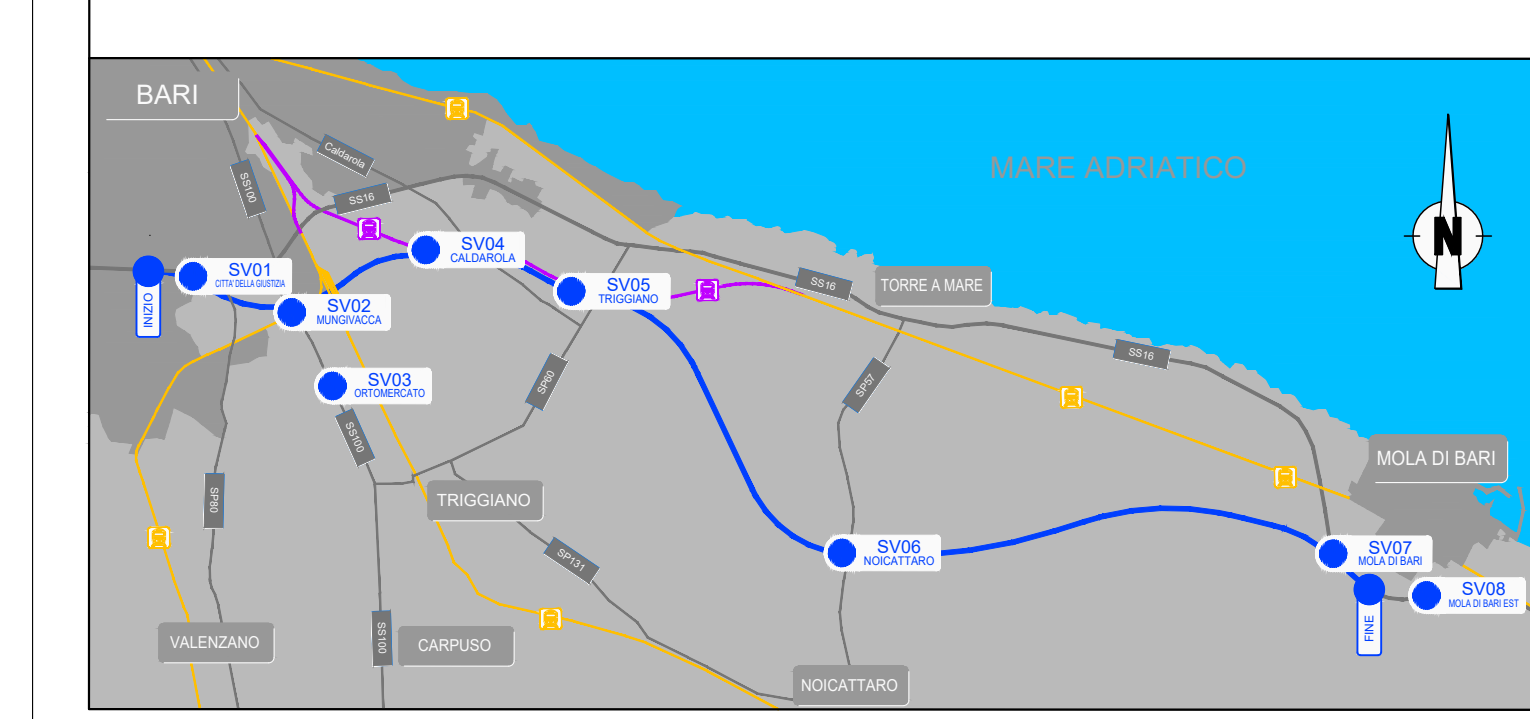 BARI
Caldarola
SS100
SS16
MARE ADRIATICO
N
SV01
CITTA' DELLA GIUSTIZIA
SV04
CALDAROLA
SV05
TRIGGIANO
SS16
TORRE A MARE
INIZIO
SV02
MUNGIVACCA
SS16
SV03
ORTOMERCATO
SP60
SP57
SS100
MOLA DI BARI
SP80
TRIGGIANO
SP131
SV06
NOICATTARO
SV07
MOLA DI BARI
SV08
MOLA DI BARI EST
FINE
VALENZANO
SS100
CARPUSO
NOICATTARO